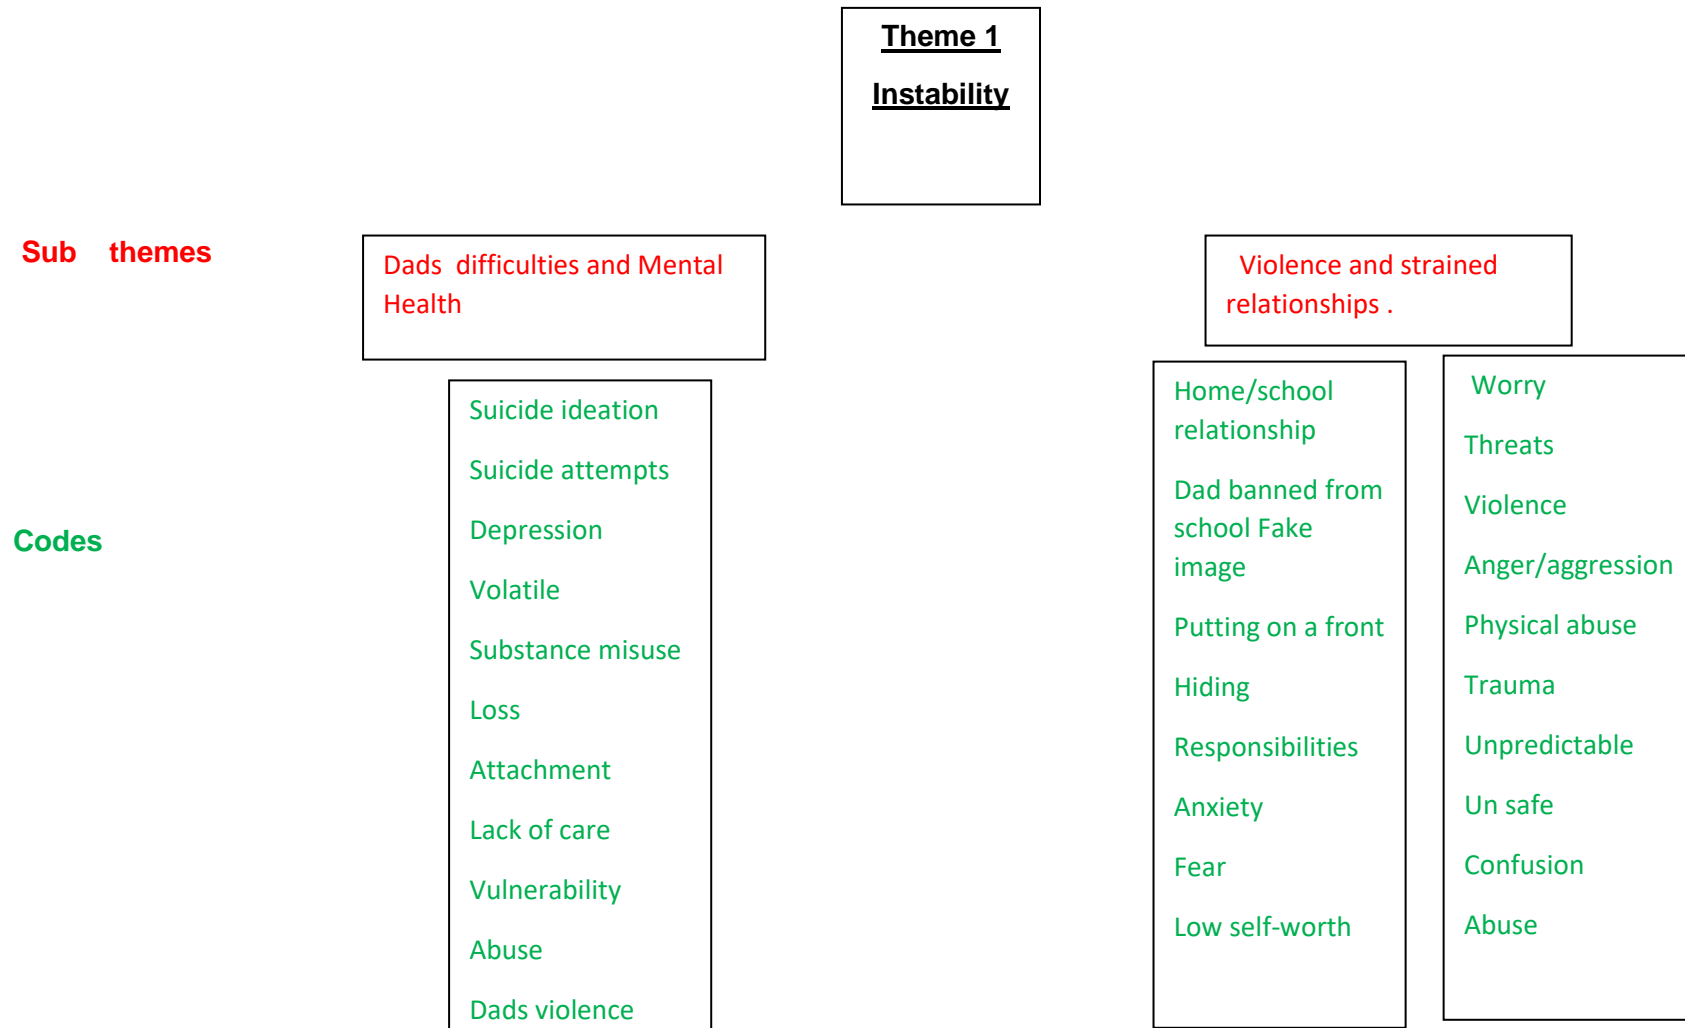 Theme 1
Instability
Sub themes
Dads difficulties and Mental
Health
Violence and strained
relationships .
Codes
Suicide ideation
Suicide attempts
Depression
Volatile
Substance misuse
Loss
Attachment
Lack of care
Vulnerability
Abuse
Dads violence
Home/school
relationship
Dad banned from
school Fake
image
Putting on a front
Hiding
Responsibilities
Anxiety
Fear
Low self-worth
Worry
Threats
Violence
Anger/aggression
Physical abuse
Trauma
Unpredictable
Un safe
Confusion
Abuse